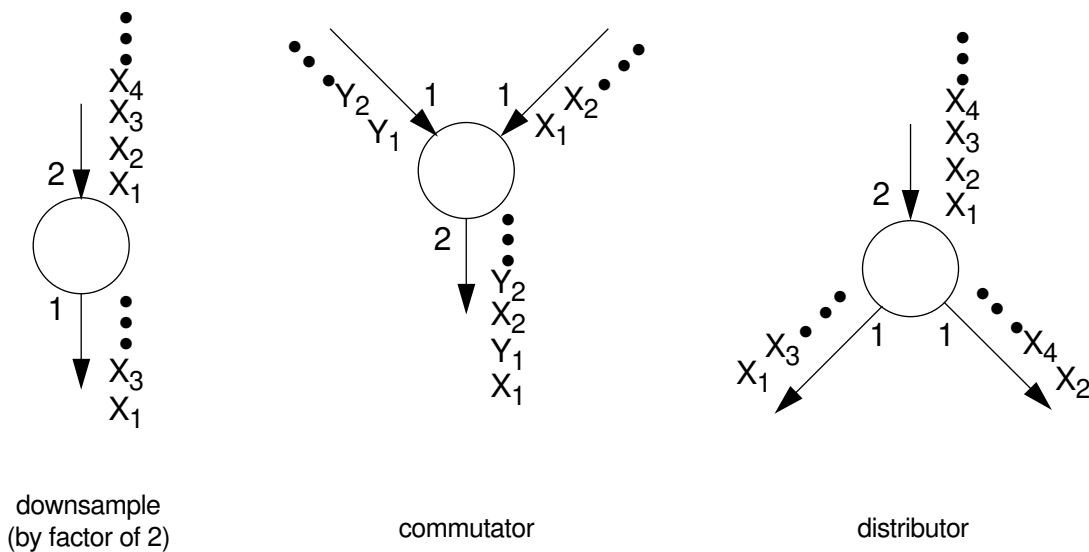 X4
X3
X2
X1
2
1
X3
X1
downsample
(by factor of 2)
Y2
Y1
1
1
X2
X1
2
Y2
X2
Y1
X1
commutator
X4
X3
X2
X1
2
1
1
X3
X1
X4
X2
distributor